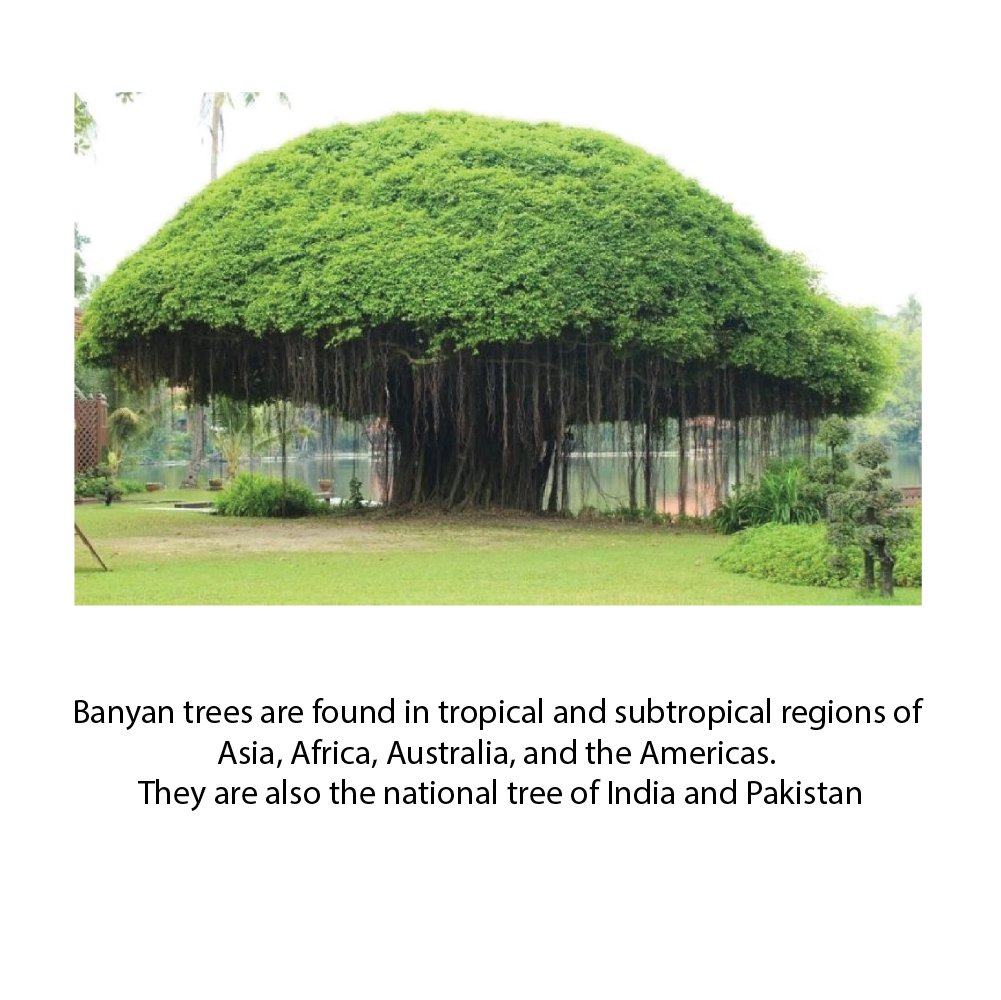 Banyan trees are found in tropical and subtropical regions of
Asia, Africa, Australia, and the Americas.
They are also the national tree of India and Pakistan